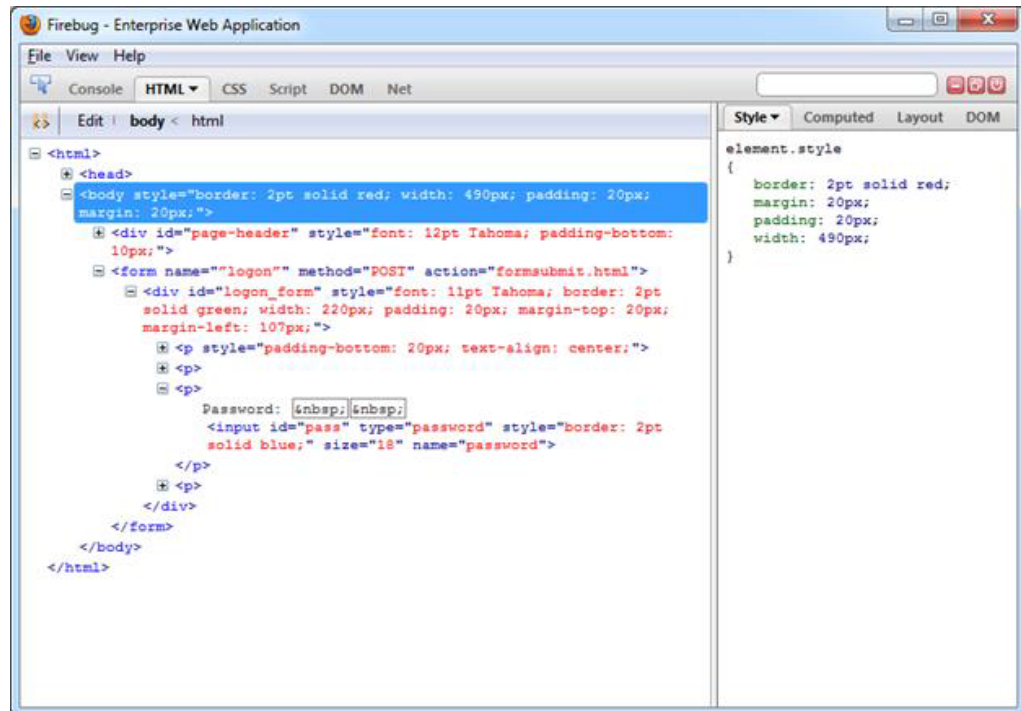 Firebug - Enterprise Web Application
File View Help
Console HTML CSS Script DOM Net
Edit body < html
<html>
<head>
<body style="border: 2pt solid red; width: 490px; padding: 20px;
margin: 20px;">
<div id="page-header" style="font: 12pt Tahoma; padding-bottom:
10px;">
<form name="”logon”" method="POST" action="formsubmit.html">
<div id="logon_form" style="font: 11pt Tahoma; border: 2pt
solid green; width: 220px; padding: 20px; margin-top: 20px;
margin-left: 107px;">
<p style="padding-bottom: 20px; text-align: center;">
<p>
<p>
Password: &nbsp;&nbsp;
<input id="pass" type="password" style="border: 2pt
solid blue;" size="18" name="password">
</p>
<p>
</div>
</form>
</body>
</html>
Style Computed Layout DOM
element.style
{
border: 2pt solid red;
margin: 20px;
padding: 20px;
width: 490px;
}